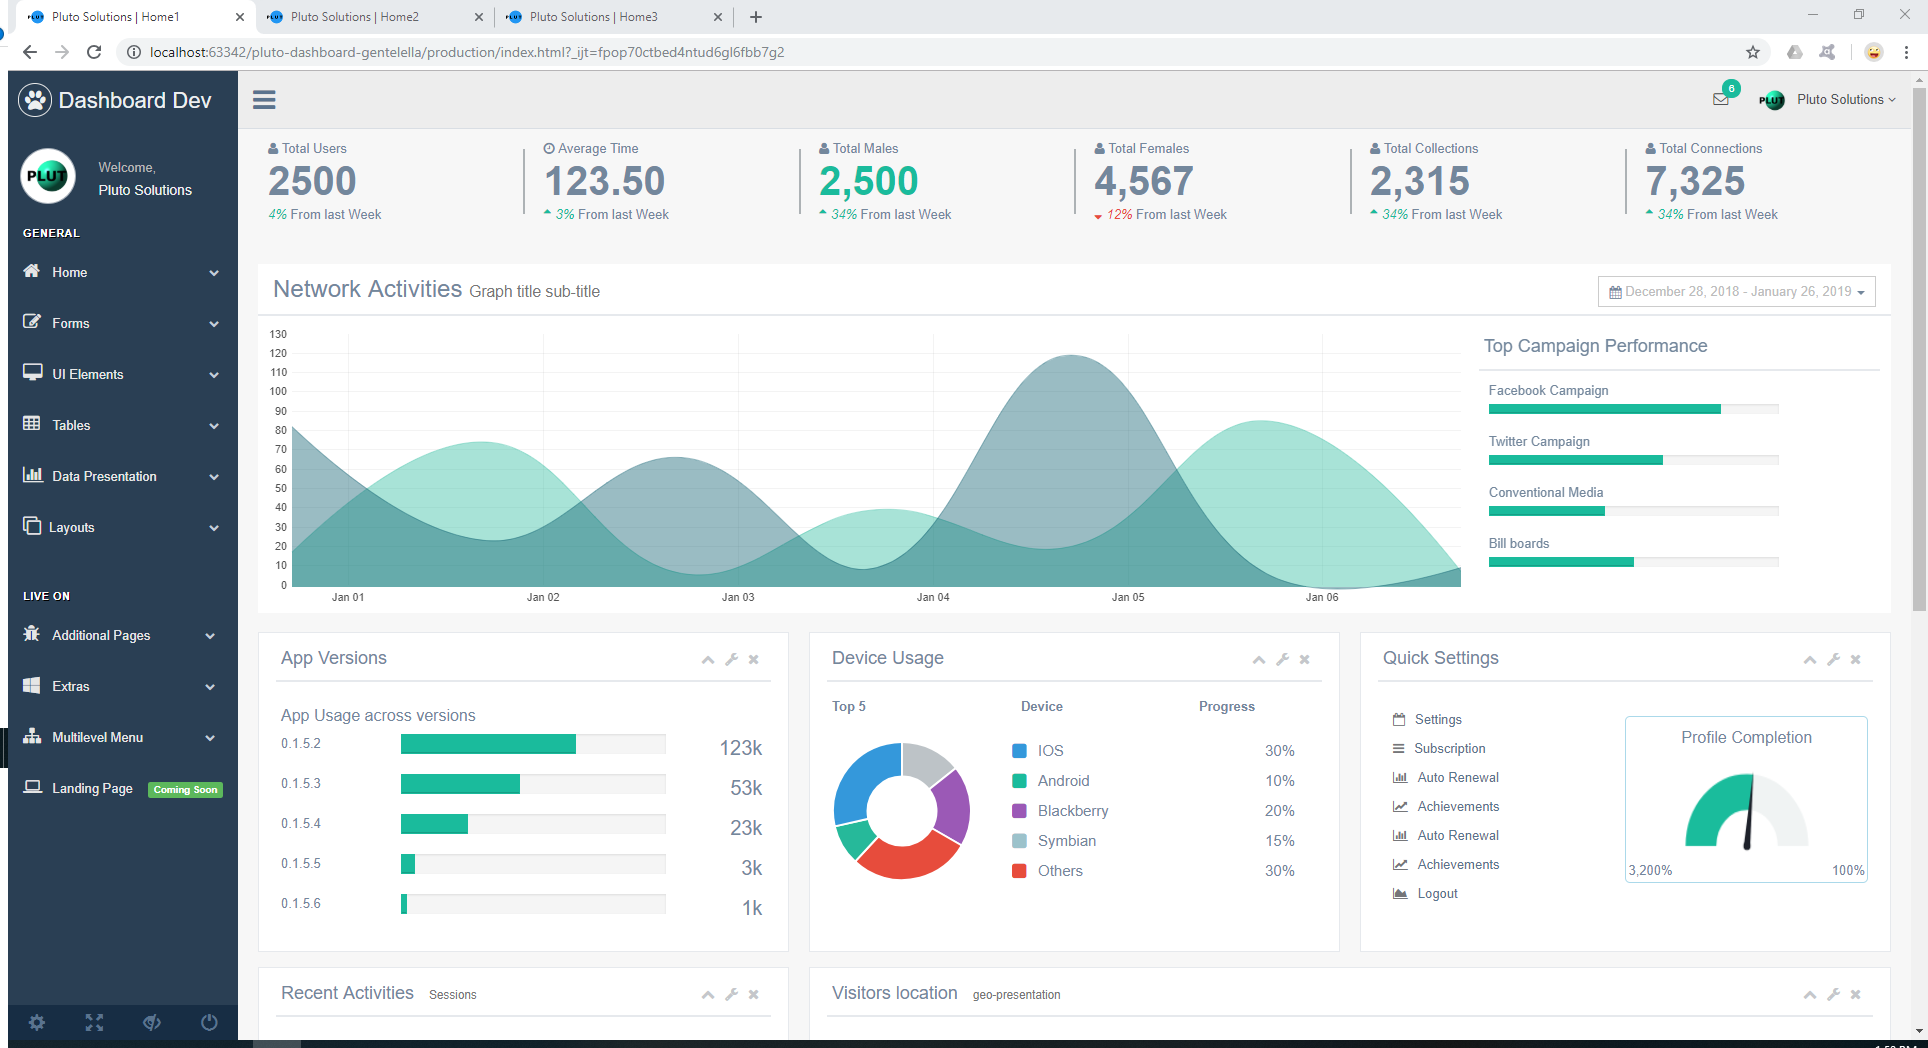 Pluto Solutions | Home1
Pluto Solutions | Home2
Pluto Solutions | Home3
localhost:63342/pluto-dashboard-gentelella/production/index.html?_ijt=fpop70ctbed4ntud6gl6fbb7g2
Dashboard Dev
6
PLUT
Pluto Solutions
PLUT
Welcome,
Pluto Solutions
GENERAL
Home
Forms
UI Elements
Tables
Data Presentation
Layouts
LIVE ON
Additional Pages
Extras
Multilevel Menu
Landing Page Coming Soon
Total Users
2500
4% From last Week
Average Time
123.50
3% From last Week
Total Males
2,500
34% From last Week
Total Females
4,567
12% From last Week
Total Collections
2,315
34% From last Week
Total Connections
7,325
34% From last Week
Network Activities Graph title sub-title
December 28, 2018 - January 26, 2019
130
120
110
100
90
80
70
60
50
40
30
20
10
0
Jan 01 Jan 02 Jan 03 Jan 04 Jan 05 Jan 06
Top Campaign Performance
Facebook Campaign
Twitter Campaign
Conventional Media
Bill boards
App Versions
App Usage across versions
0.1.5.2 123k
0.1.5.3 53k
0.1.5.4 23k
0.1.5.5 3k
0.1.5.6 1k
Device Usage
Top 5 Device Progress
IOS 30%
Android 10%
Blackberry 20%
Symbian 15%
Others 30%
Quick Settings
Settings
Subscription
Auto Renewal
Achievements
Auto Renewal
Achievements
Logout
Profile Completion
3,200% 100%
Recent Activities Sessions
Visitors location geo-presentation